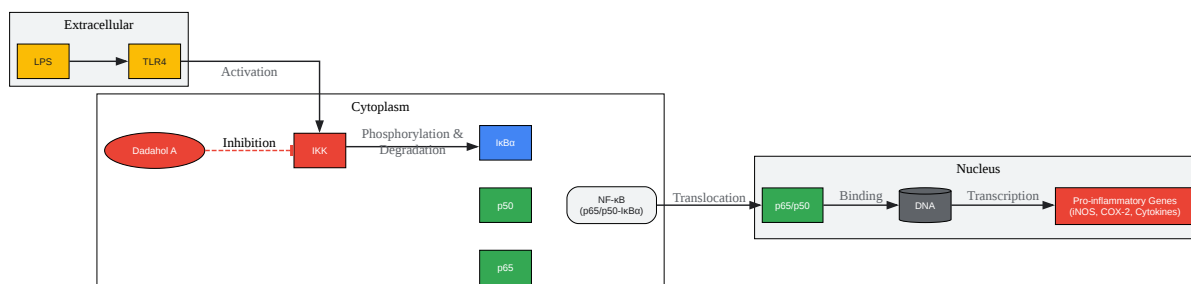 Extracellular
LPS
TLR4
Activation
Cytoplasm
Dadahol A
Inhibition
IKK
Phosphorylation &
Degradation
IκBα
p50
p65
NF-κB
(p65/p50-IκBα)
Translocation
Nucleus
p65/p50
Binding
DNA
Transcription
Pro-inflammatory Genes
(iNOS, COX-2, Cytokines)